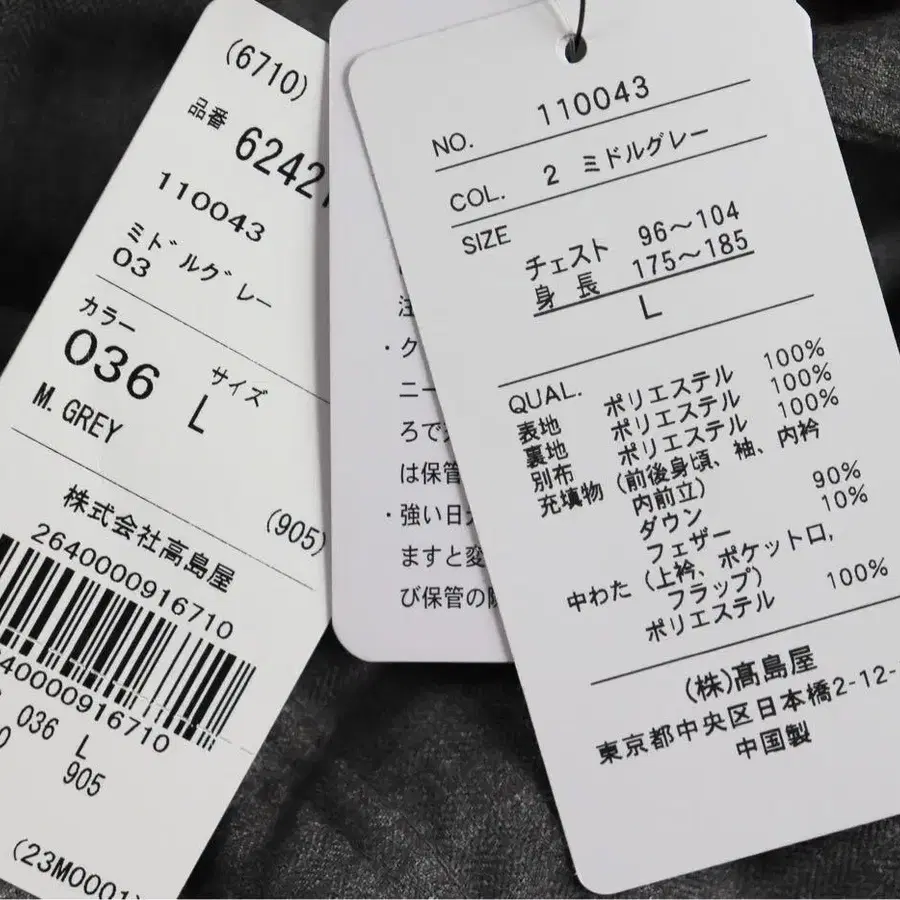 (6710)
品番 62427
110043
ミドルグレー
03
カラー サイズ
036 L
M. GREY
(905)
株式会社高島屋
2640000916710
4000091 6710
036 L
905
(23M0001)
注
・ク
ニー
ろで
は保管
・強い日
ますと変
び保管の
NO. 110043
COL. 2 ミドルグレー
SIZE
チェスト 96～104
身 長 175～185
L
QUAL.
表地 ポリエステル 100%
裏地 ポリエステル 100%
別布 ポリエステル 100%
充填物 (前後身頃、袖、内衿
内前立)
ダウン 90%
フェザー 10%
中わた (上衿、ポケット口,
フラップ)
ポリエステル 100%
(株)髙島屋
東京都中央区日本橋2-12-
中国製